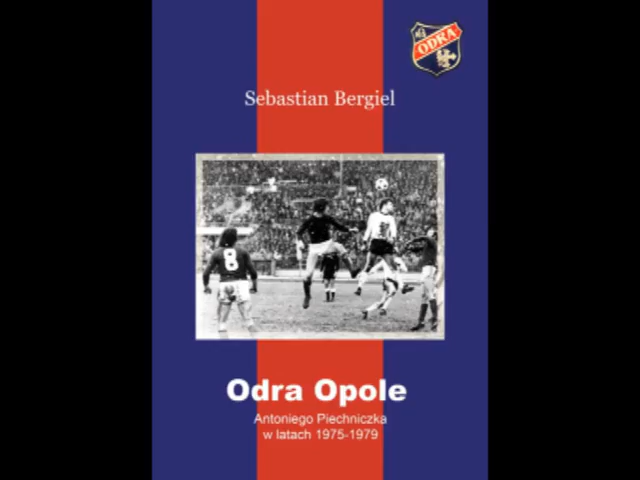 ODRA
Sebastian Bergiel
8
Odra Opole
Antoniego Piechniczka
w latach 1975-1979